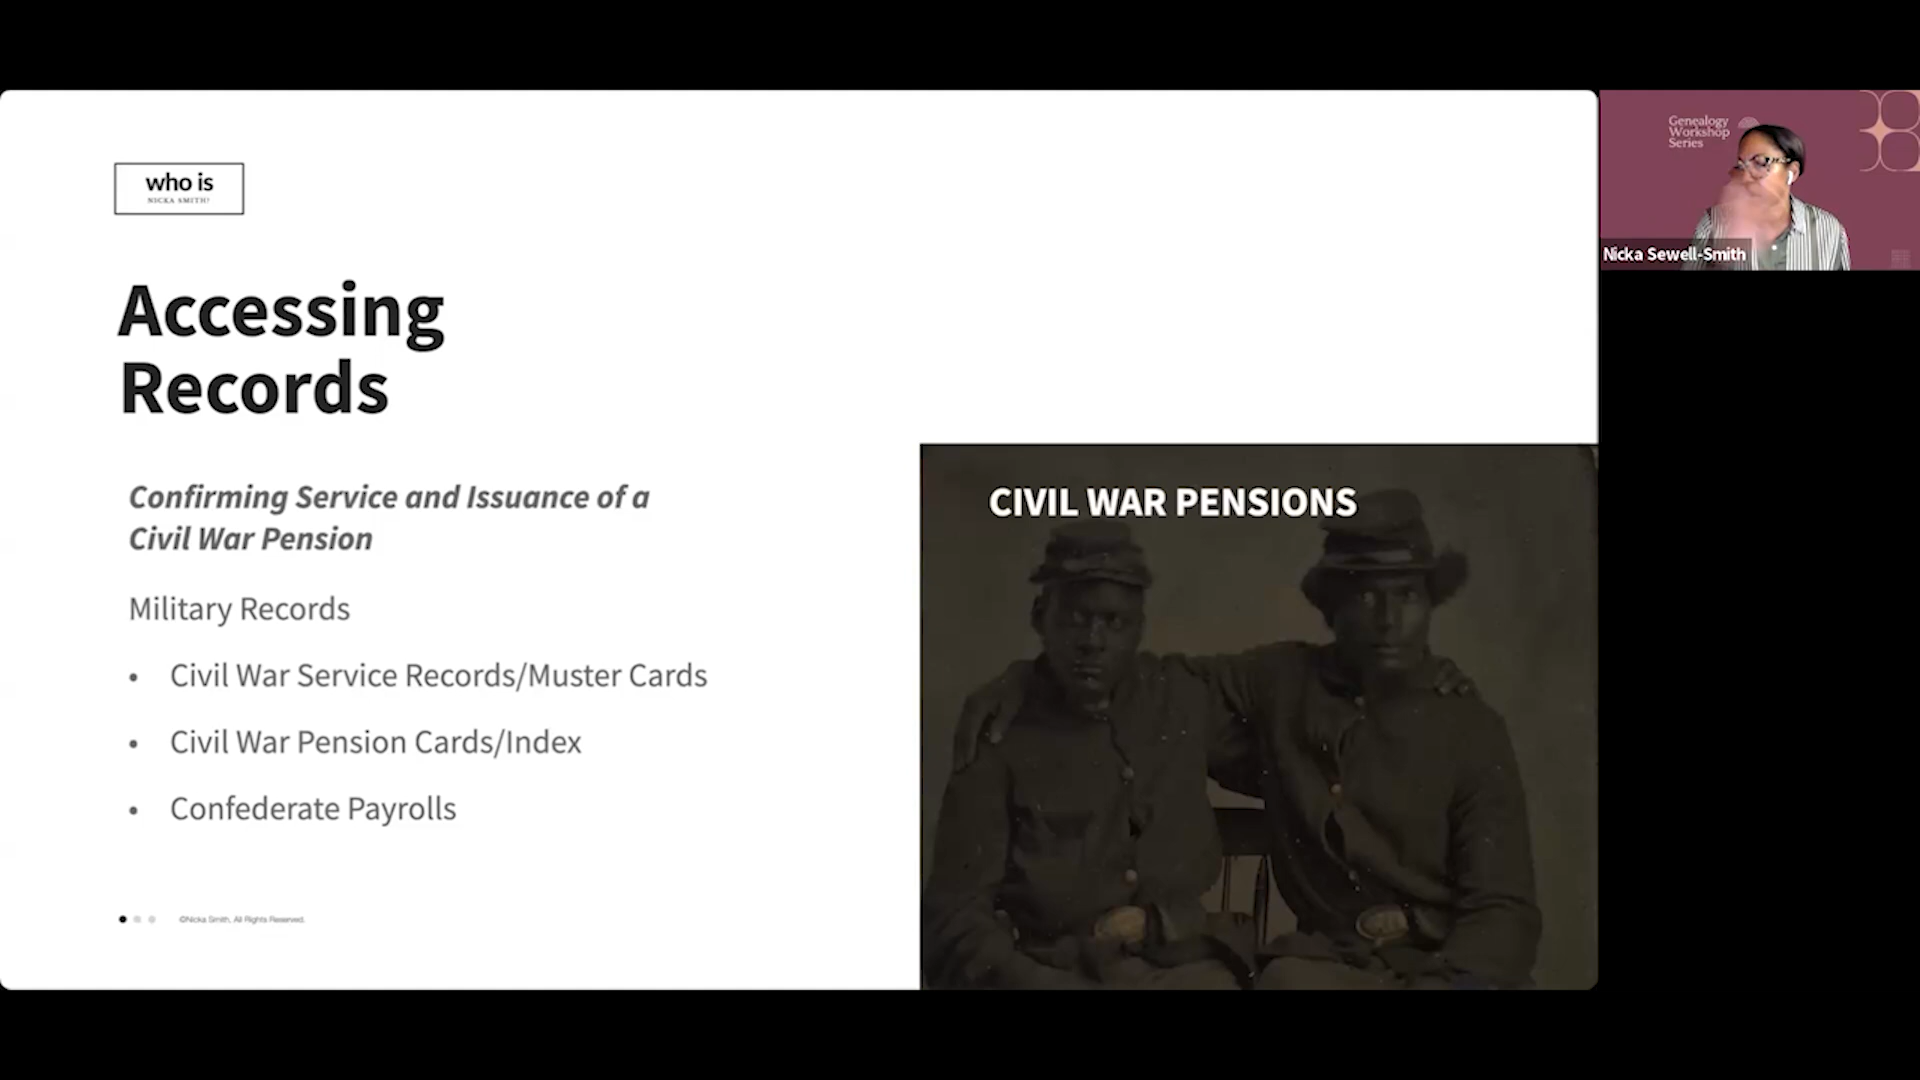 who is
NICKA SMITH?
Accessing
Records
Confirming Service and Issuance of a
Civil War Pension
Military Records
• Civil War Service Records/Muster Cards
• Civil War Pension Cards/Index
• Confederate Payrolls
©Nicka Smith, All Rights Reserved.
CIVIL WAR PENSIONS
Genealogy
Workshop
Series
Nicka Sewell-Smith